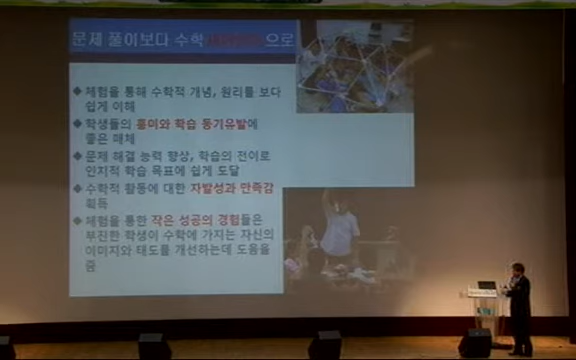 문제 풀이보다 수학 으로
◆ 체험을 통해 수학적 개념, 원리를 보다
쉽게 이해
◆ 학생들의 흥미와 학습 동기유발에
좋은 매체
◆ 문제 해결 능력 향상, 학습의 전이로
인지적 학습 목표에 쉽게 도달
◆ 수학적 활동에 대한 자발성과 만족감
획득
◆ 체험을 통한 작은 성공의 경험들은
부진한 학생이 수학에 가지는 자신의
이미지와 태도를 개선하는데 도움을
줌